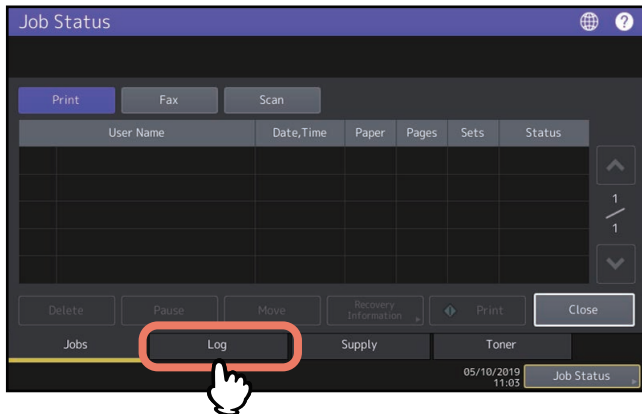 Job Status
?
Print Fax Scan
User Name Date,Time Paper Pages Sets Status
1
1
Delete Pause Move Recovery Information Print Close
Jobs Log Supply Toner
05/10/2019
11:03
Job Status